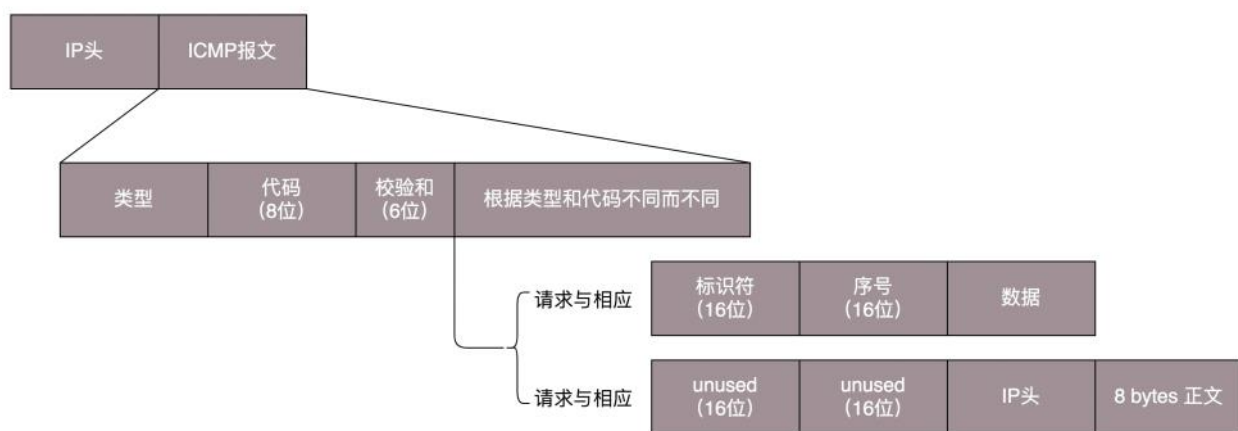 IP头
ICMP报文
类型
代码
(8位)
校验和
(6位)
根据类型和代码不同而不同
请求与相应
标识符
(16位)
序号
(16位)
数据
请求与相应
unused
(16位)
unused
(16位)
IP头
8 bytes 正文